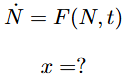 Ṅ = F(N, t)
x =?